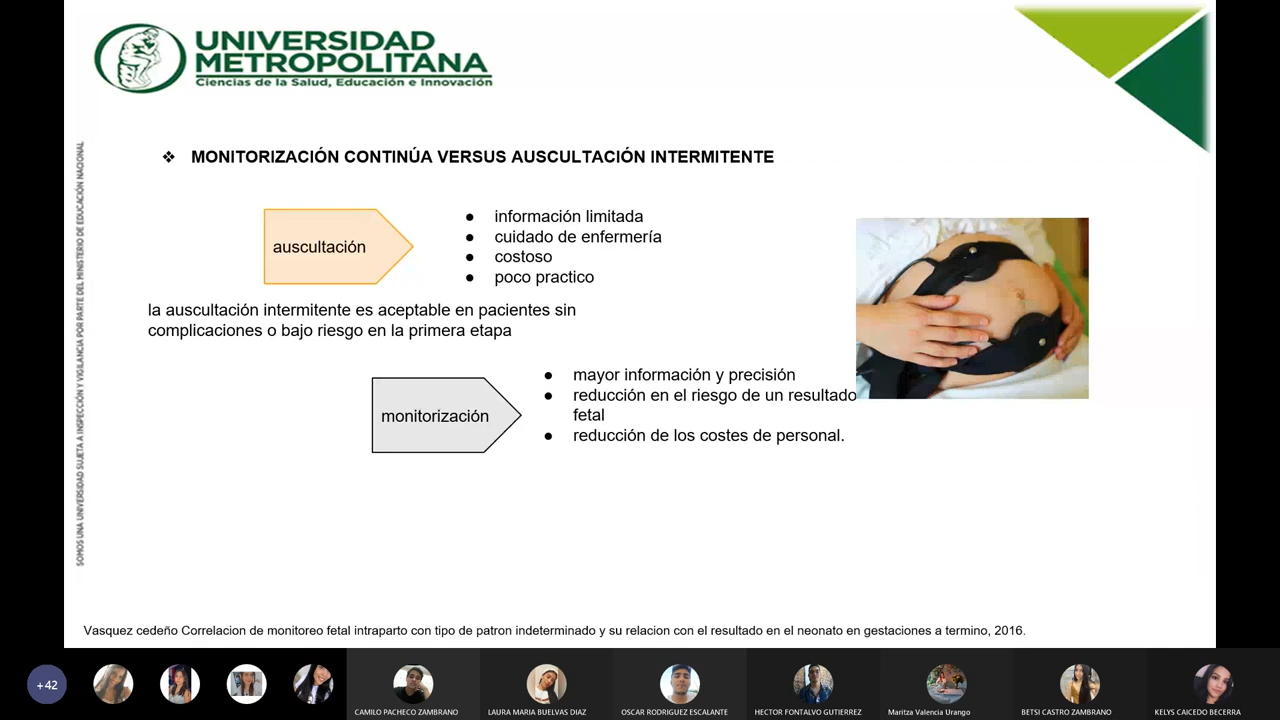 UNIVERSIDAD
METROPOLITANA
Ciencias de la Salud, Educación e Innovación
SOMOS UNA UNIVERSIDAD SUJETA A INSPECCIÓN Y VIGILANCIA POR PARTE DEL MINISTERIO DE EDUCACIÓN NACIONAL
❖ MONITORIZACIÓN CONTINÚA VERSUS AUSCULTACIÓN INTERMITENTE
auscultación
● información limitada
● cuidado de enfermería
● costoso
● poco practico
la auscultación intermitente es aceptable en pacientes sin
complicaciones o bajo riesgo en la primera etapa
monitorización
● mayor información y precisión
● reducción en el riesgo de un resultado
fetal
● reducción de los costes de personal.
Vasquez cedeño Correlacion de monitoreo fetal intraparto con tipo de patron indeterminado y su relacion con el resultado en el neonato en gestaciones a termino, 2016.
+42
CAMILO PACHECO ZAMBRANO
LAURA MARIA BUELVAS DIAZ
OSCAR RODRIGUEZ ESCALANTE
HECTOR FONTALVO GUTIERREZ
Maritza Valencia Urango
BETSI CASTRO ZAMBRANO
KELYS CAICEDO BECERRA